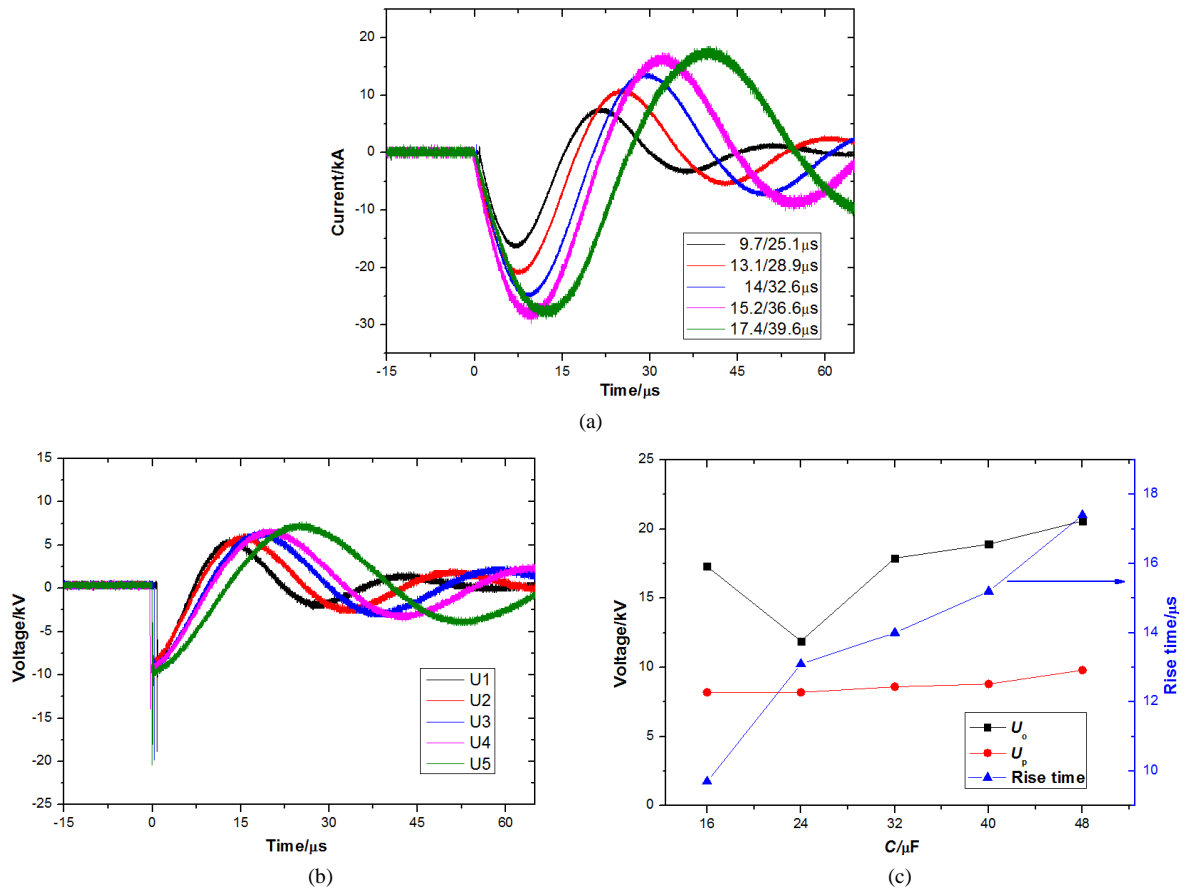 25
20
10
0
-10
-20
-30
Current/kA
-15
0
15
30
45
60
Time/μs
9.7/25.1μs
13.1/28.9μs
14/32.6μs
15.2/36.6μs
17.4/39.6μs
(a)
15
10
5
0
-5
-10
-15
-20
-25
Voltage/kV
-15
0
15
30
45
60
Time/μs
U1
U2
U3
U4
U5
(b)
25
20
15
10
5
0
Voltage/kV
16
24
32
40
48
C/μF
18
16
14
12
10
Rise time/μs
Uo
Up
Rise time
(c)